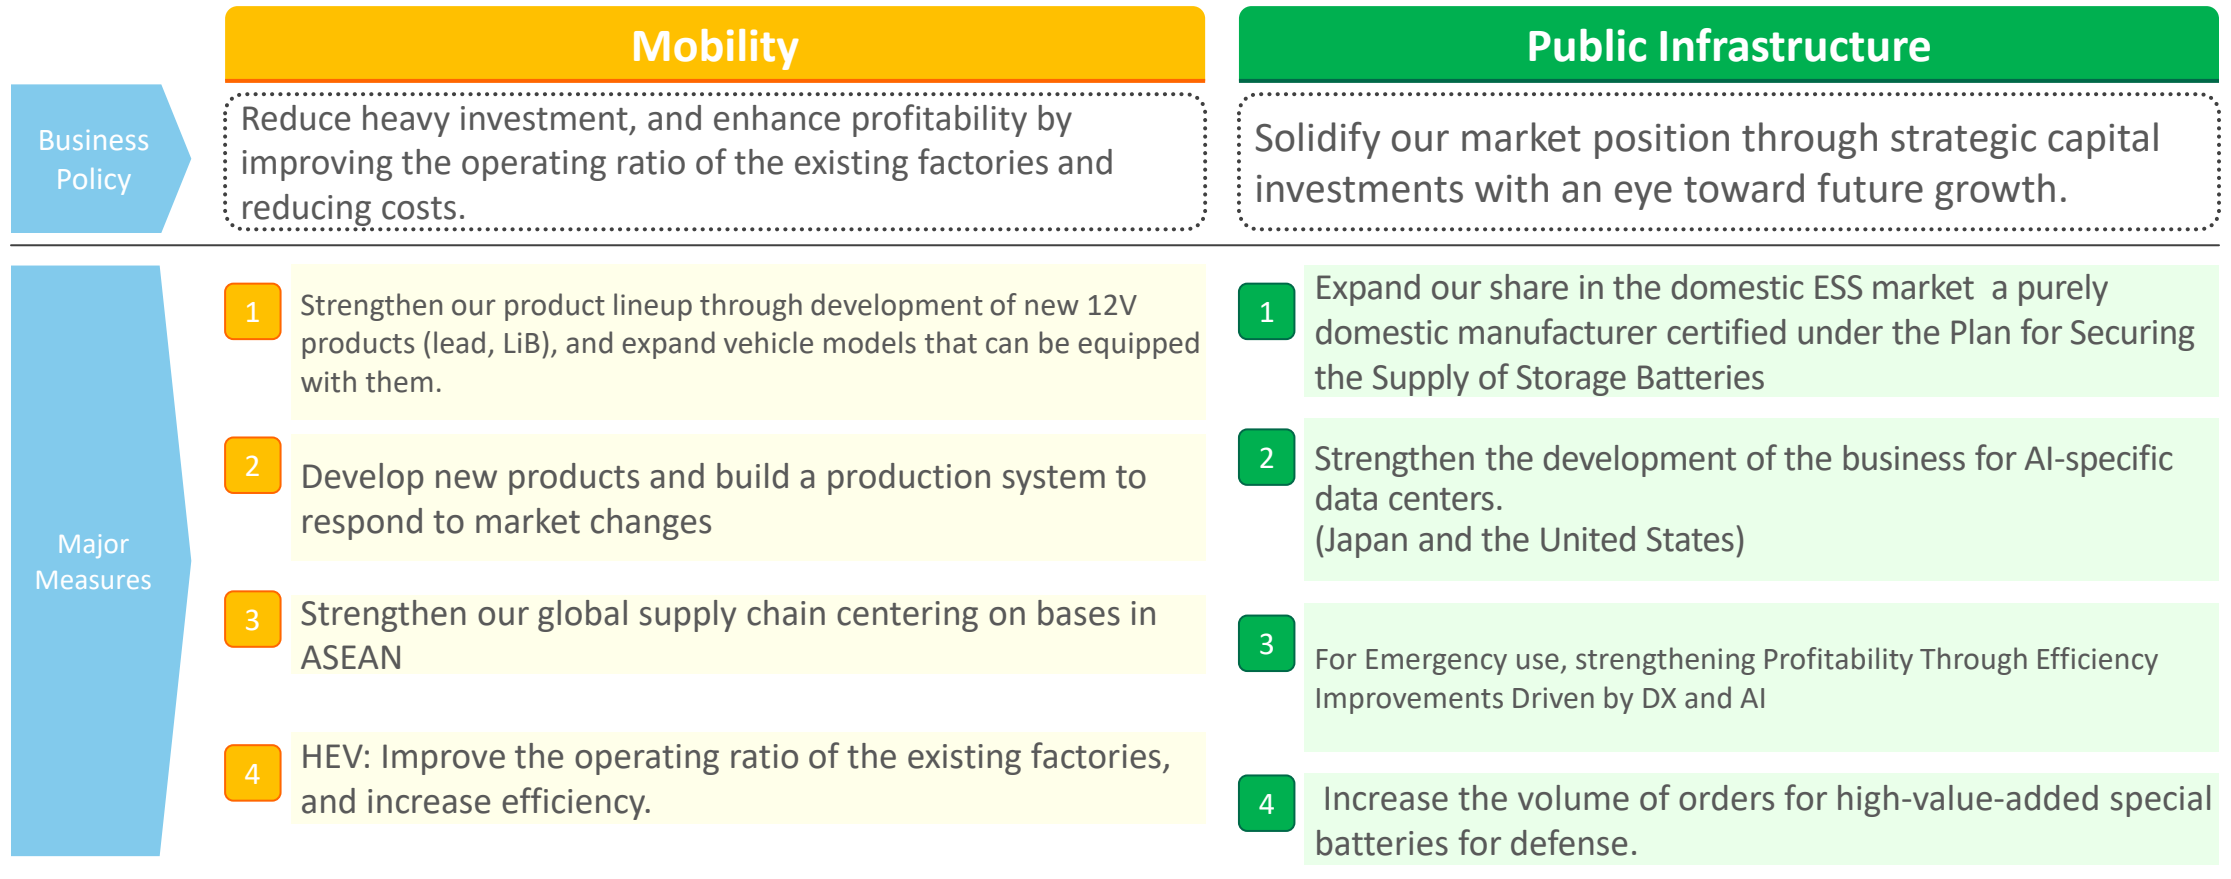 Mobility
Public Infrastructure
Business
Policy
Reduce heavy investment, and enhance profitability by
improving the operating ratio of the existing factories and
reducing costs.
Solidify our market position through strategic capital
investments with an eye toward future growth.
Major
Measures
1
Strengthen our product lineup through development of new 12V
products (lead, LiB), and expand vehicle models that can be equipped
with them.
2
Develop new products and build a production system to
respond to market changes
3
Strengthen our global supply chain centering on bases in
ASEAN
4
HEV: Improve the operating ratio of the existing factories,
and increase efficiency.
1
Expand our share in the domestic ESS market  a purely
domestic manufacturer certified under the Plan for Securing
the Supply of Storage Batteries
2
Strengthen the development of the business for AI-specific
data centers.
(Japan and the United States)
3
For Emergency use, strengthening Profitability Through Efficiency
Improvements Driven by DX and AI
4
Increase the volume of orders for high-value-added special
batteries for defense.